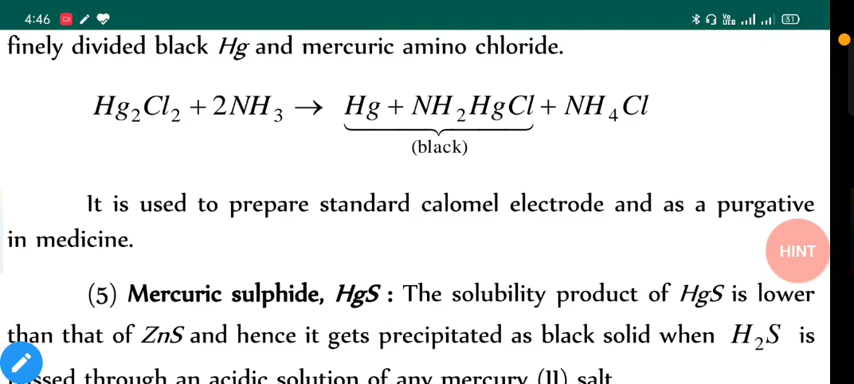 4:46
31
finely divided black Hg and mercuric amino chloride.
Hg₂Cl₂ + 2NH₃ → Hg + NH₂HgCl + NH₄Cl
(black)
It is used to prepare standard calomel electrode and as a purgative
in medicine.
HINT
(5) Mercuric sulphide, HgS : The solubility product of HgS is lower
than that of ZnS and hence it gets precipitated as black solid when H₂S is
ssed through an acidic solution of any mercury (II) salt